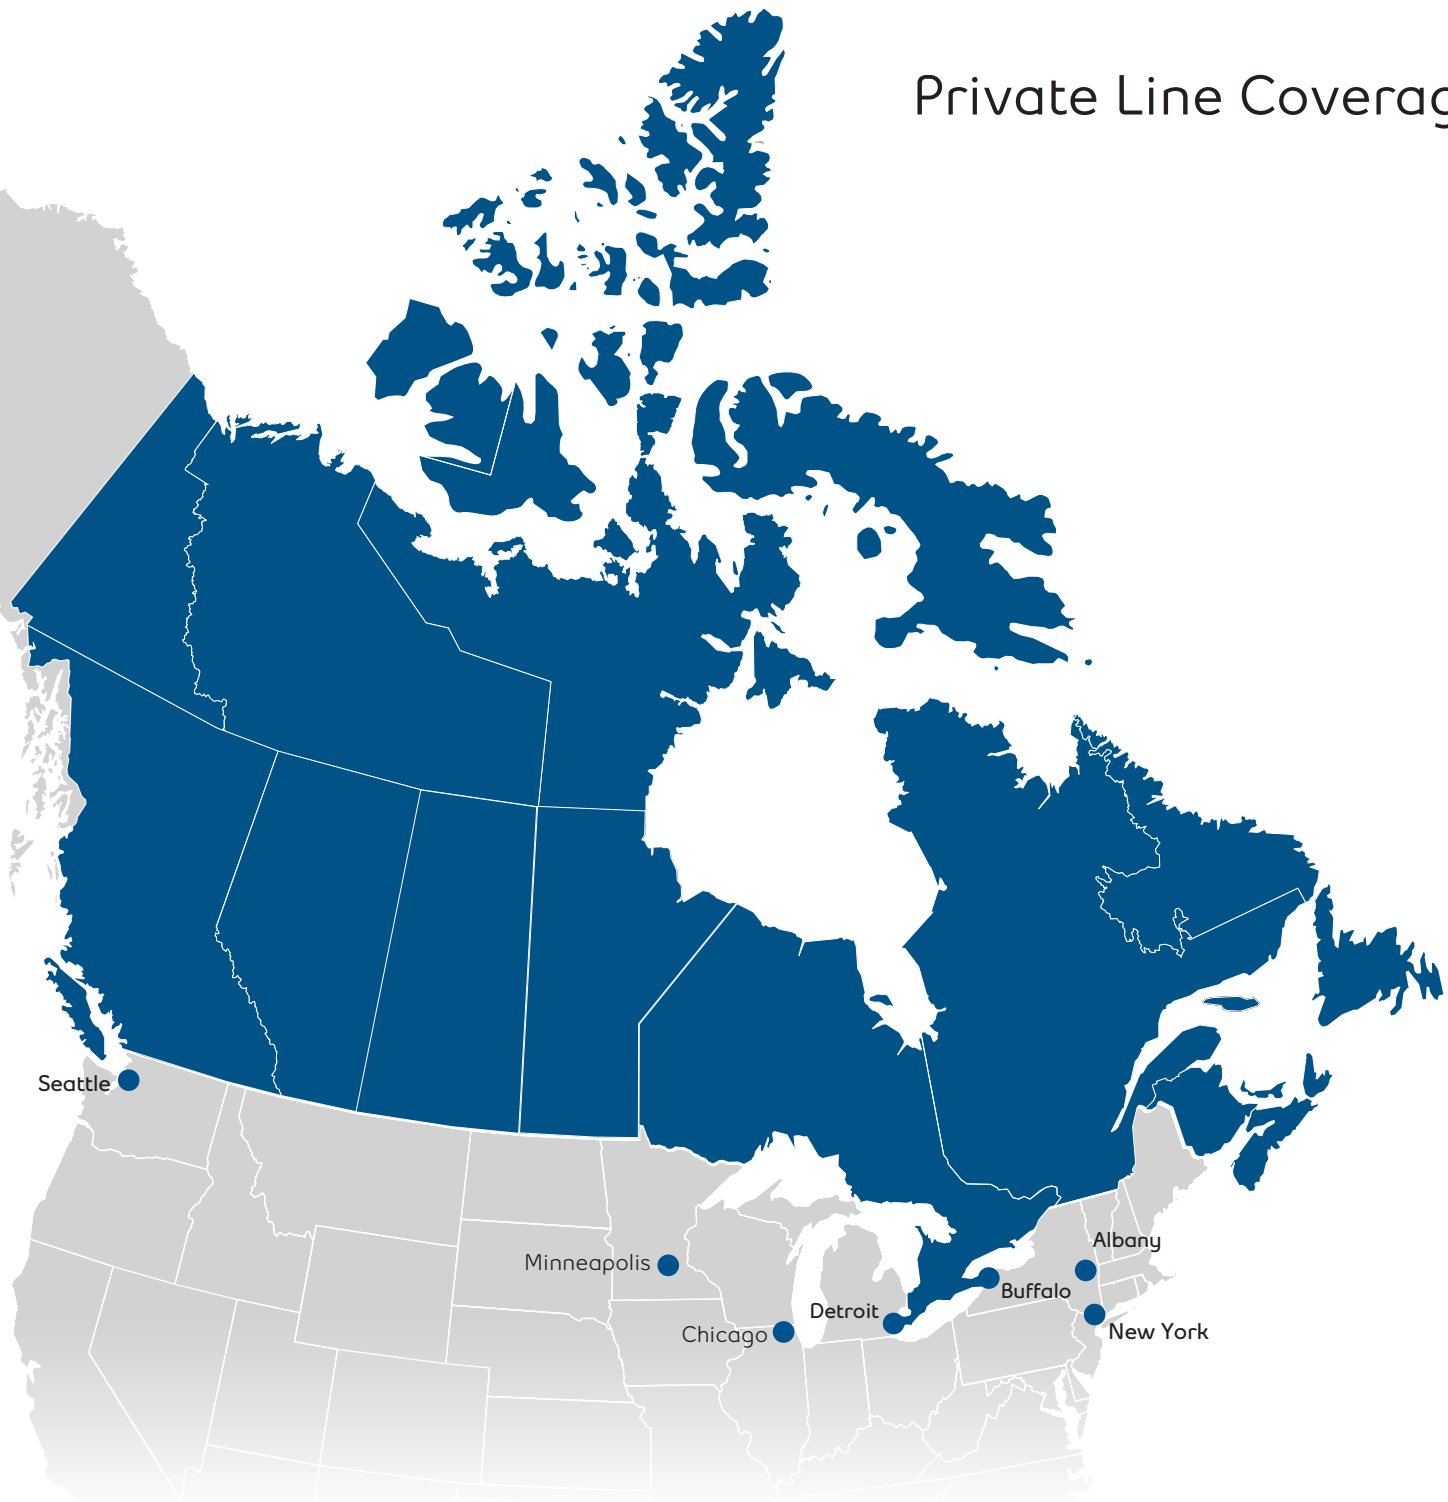 Private Line Coverag
Seattle
Albany
Minneapolis
Buffalo
Detroit
Chicago
New York